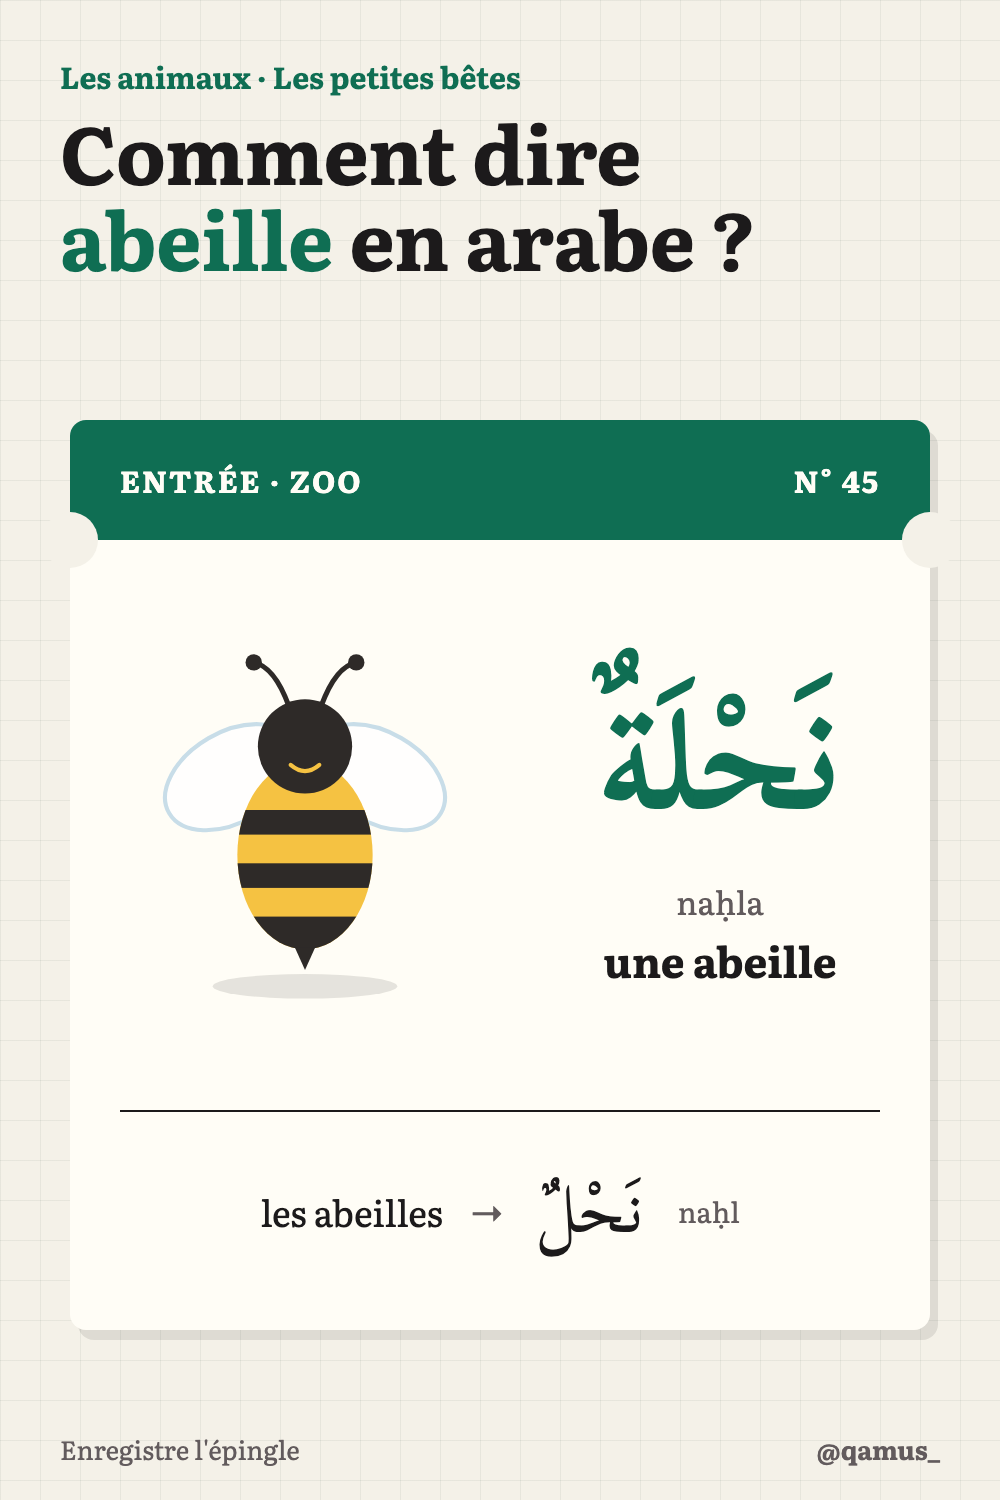 Les animaux · Les petites bêtes
Comment dire
abeille en arabe ?
ENTRÉE · ZOO
N° 45
نَحْلَةٌ
naḥla
une abeille
les abeilles → نَحْلٌ naḥl
Enregistre l'épingle
@qamus_